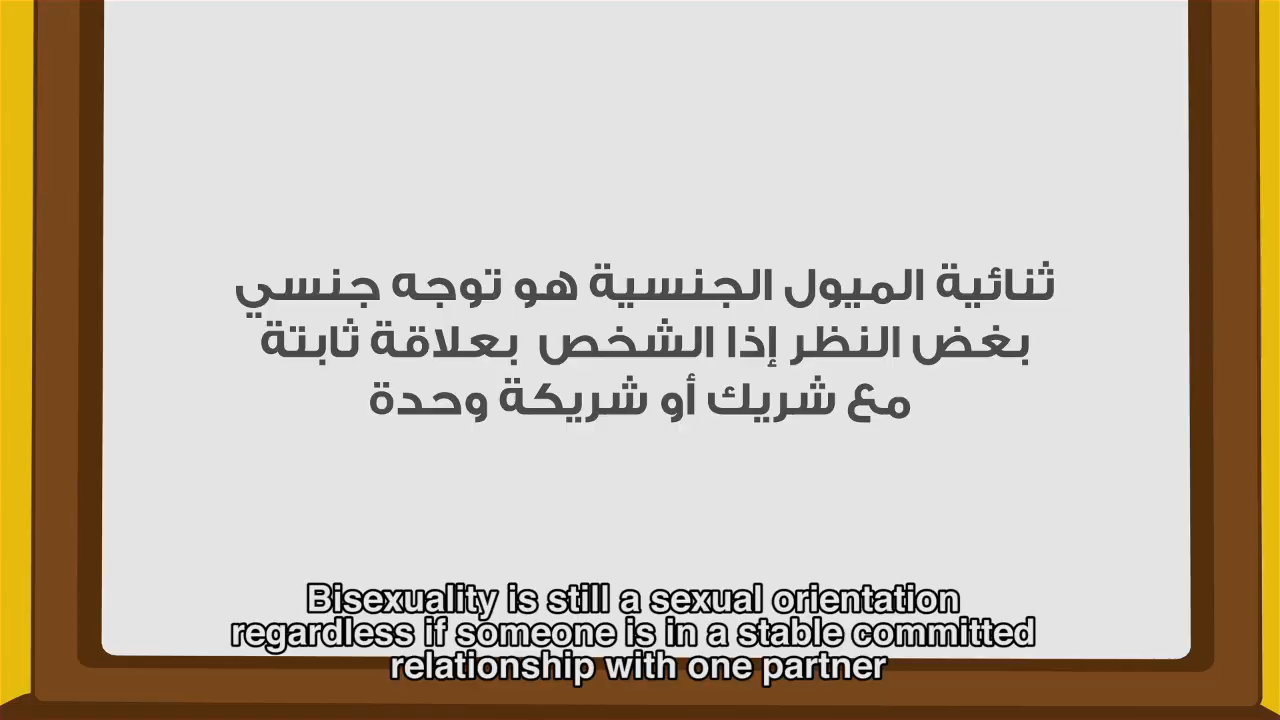 ثنائية الميول الجنسية هو توجه جنسي
بغض النظر إذا الشخص بعلاقة ثابتة
مع شريك أو شريكة وحدة
Bisexuality is still a sexual orientation
regardless if someone is in a stable committed
relationship with one partner